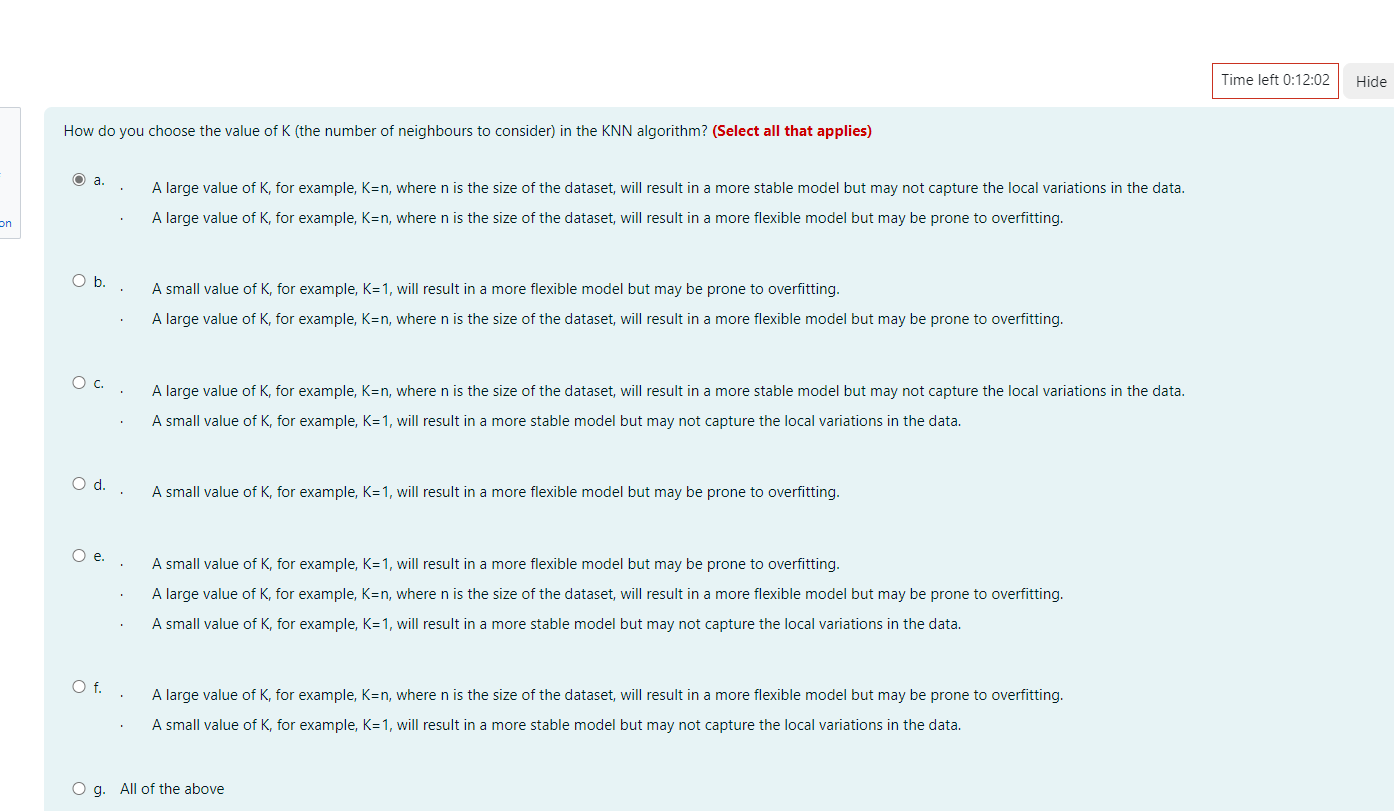 Time left 0:12:02
Hide
on
How do you choose the value of K (the number of neighbours to consider) in the KNN algorithm? (Select all that applies)
a. · A large value of K, for example, K=n, where n is the size of the dataset, will result in a more stable model but may not capture the local variations in the data.
· A large value of K, for example, K=n, where n is the size of the dataset, will result in a more flexible model but may be prone to overfitting.
b. · A small value of K, for example, K=1, will result in a more flexible model but may be prone to overfitting.
· A large value of K, for example, K=n, where n is the size of the dataset, will result in a more flexible model but may be prone to overfitting.
c. · A large value of K, for example, K=n, where n is the size of the dataset, will result in a more stable model but may not capture the local variations in the data.
· A small value of K, for example, K=1, will result in a more stable model but may not capture the local variations in the data.
d. · A small value of K, for example, K=1, will result in a more flexible model but may be prone to overfitting.
e. · A small value of K, for example, K=1, will result in a more flexible model but may be prone to overfitting.
· A large value of K, for example, K=n, where n is the size of the dataset, will result in a more flexible model but may be prone to overfitting.
· A small value of K, for example, K=1, will result in a more stable model but may not capture the local variations in the data.
f. · A large value of K, for example, K=n, where n is the size of the dataset, will result in a more flexible model but may be prone to overfitting.
· A small value of K, for example, K=1, will result in a more stable model but may not capture the local variations in the data.
g. All of the above